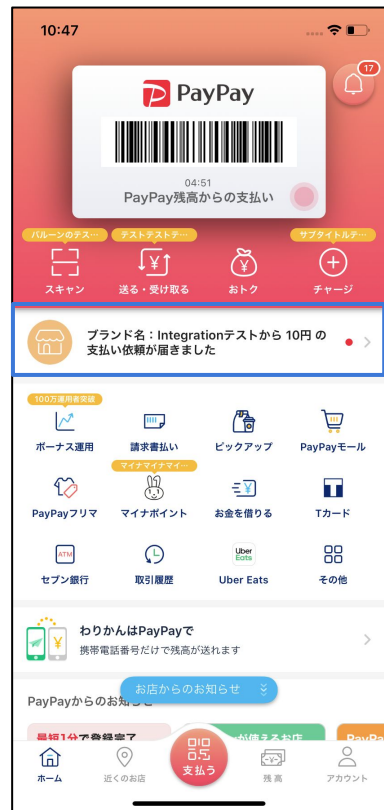 10:47
17
PayPay
04:51
PayPay残高からの支払い
バルーンのテス…
テストテストテ…
サブタイトルテ…
スキャン
送る・受け取る
おトク
チャージ
ブランド名：Integrationテストから 10円 の
支払い依頼が届きました
100万運用者突破
ボーナス運用
請求書払い
ピックアップ
PayPayモール
マイナマイナマイ…
PayPayフリマ
マイナポイント
お金を借りる
Tカード
ATM
Uber
Eats
セブン銀行
取引履歴
Uber Eats
その他
わりかんはPayPayで
携帯電話番号だけで残高が送れます
お店からのお知らせ
PayPayからのお知らせ
最短1分で登録完了
が使えるお店
PayPa
支払う
ホーム
近くのお店
残高
アカウント